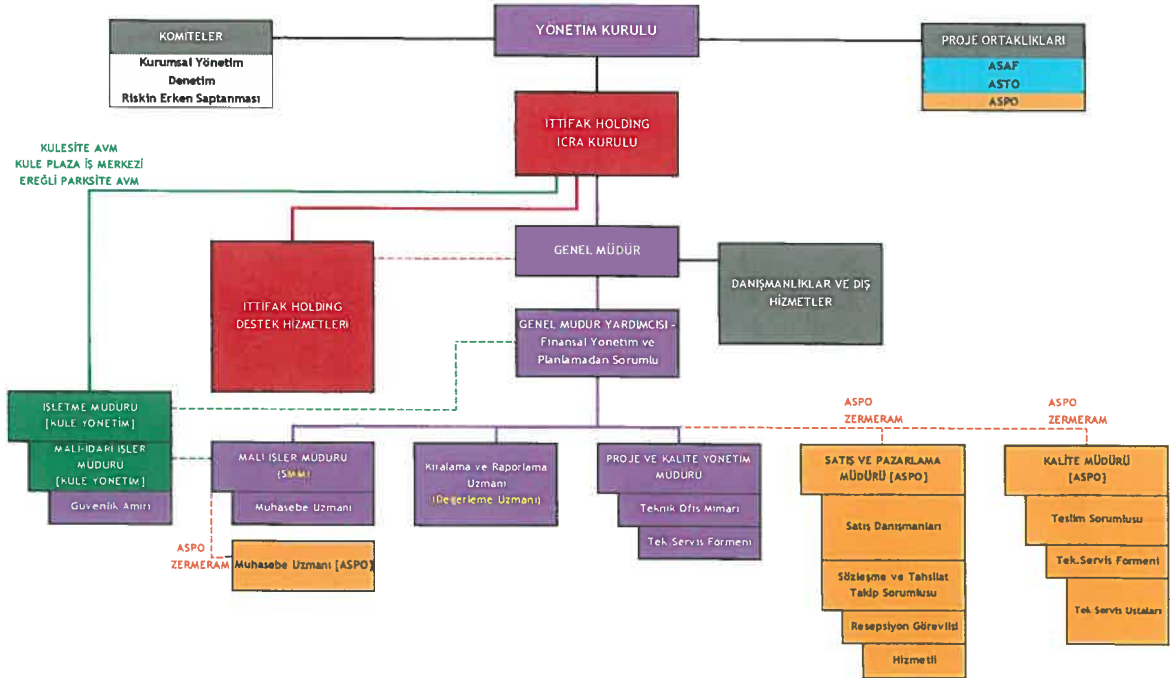 YÖNETİM KURULU
KOMİTELER
Kurumsal Yönetim
Denetim
Riskin Erken Saptanması
PROJE ORTAKLIKLARI
ASAF
ASTO
ASPO
İTTİFAK HOLDİNG
İCRA KURULU
KULESİTE AVM
KULE PLAZA İŞ MERKEZİ
EREĞLİ PARKSİTE AVM
GENEL MÜDÜR
İTTİFAK HOLDİNG
DESTEK HİZMETLERİ
DANIŞMANLIKLAR VE DIŞ
HİZMETLER
GENEL MÜDÜR YARDIMCISI -
Finansal Yönetim ve
Planlamadan Sorumlu
İŞLETME MÜDÜRÜ
[KULE YÖNETİM]
MALİ-İDARİ İŞLER
MÜDÜRÜ
[KULE YÖNETİM]
Güvenlik Amiri
MALİ İŞLER MÜDÜRÜ
(SMMM)
Muhasebe Uzmanı
ASPO
ZERMERAM
Muhasebe Uzmanı [ASPO]
Kiralama ve Raporlama
Uzmanı
(Değerleme Uzmanı)
PROJE VE KALİTE YÖNETİM
MÜDÜRÜ
Teknik Ofis Mimarı
Tek.Servis Formeni
ASPO
ZERMERAM
SATIŞ VE PAZARLAMA
MÜDÜRÜ [ASPO]
Satış Danışmanları
Sözleşme ve Tahsilat
Takip Sorumlusu
Resepsiyon Görevlisi
Hizmetli
ASPO
ZERMERAM
KALİTE MÜDÜRÜ
[ASPO]
Teslim Sorumlusu
Tek.Servis Formeni
Tek Servis Ustaları